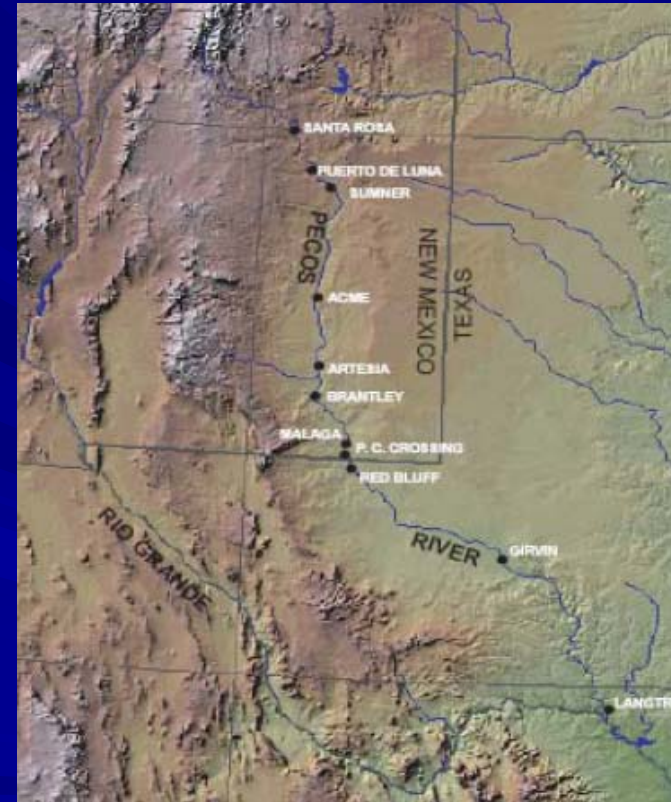 SANTA ROSA
PUERTO DE LUNA
SUMNER
PECOS
NEW MEXICO
TEXAS
ACME
ARTESIA
BRANTLEY
MALAGA
P. C. CROSSING
RED BLUFF
RIO GRANDE
RIVER
GIRVIN
LANGTR